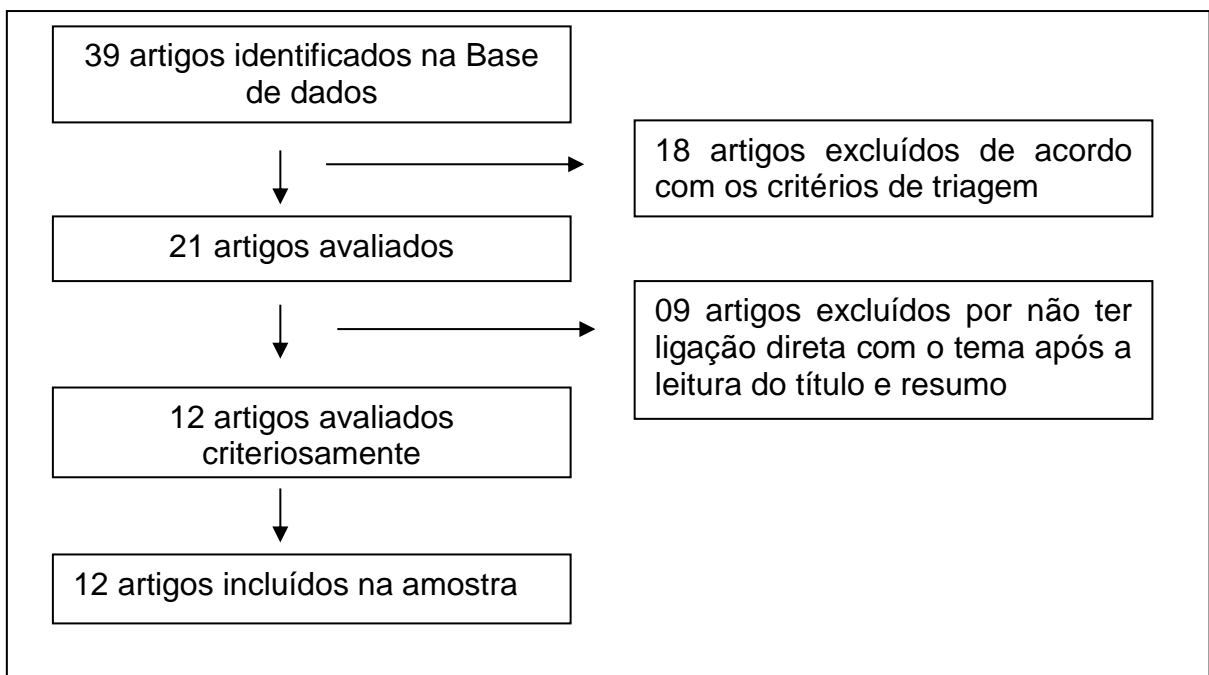 39 artigos identificados na Base
de dados
18 artigos excluídos de acordo
com os critérios de triagem
21 artigos avaliados
09 artigos excluídos por não ter
ligação direta com o tema após a
leitura do título e resumo
12 artigos avaliados
criteriosamente
12 artigos incluídos na amostra